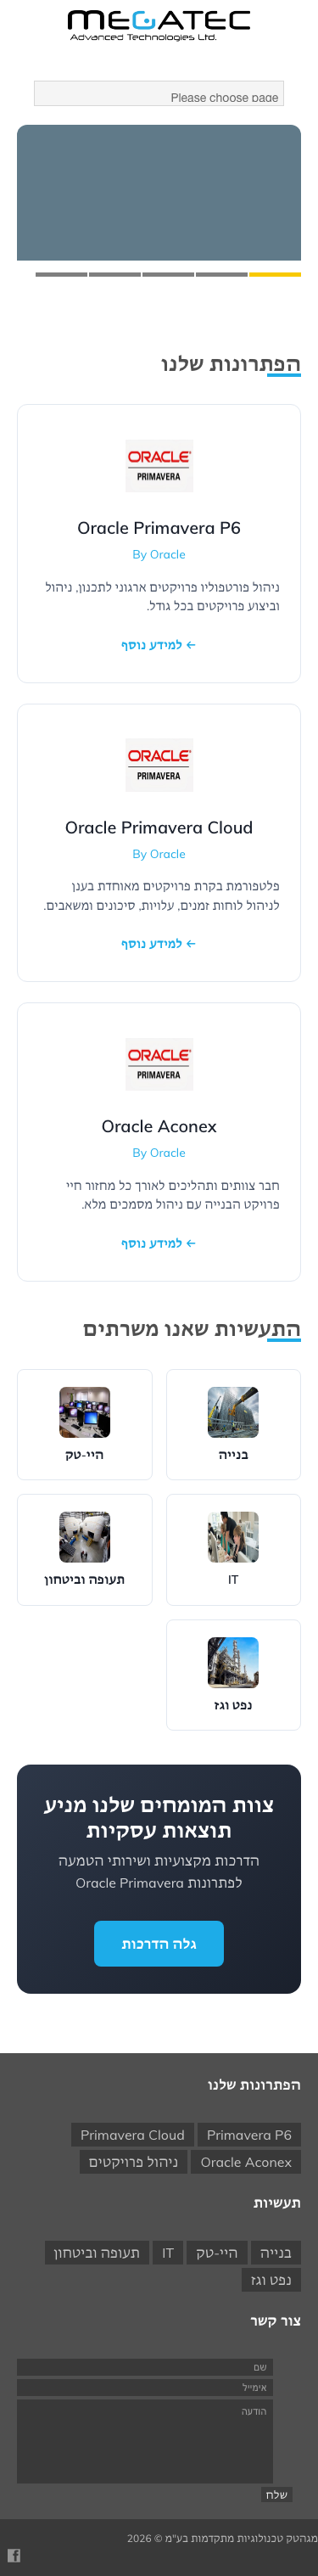 MEGATEC
Advanced Technologies Ltd.
Please choose page
הפתרונות שלנו
ORACLE
PRIMAVERA
Oracle Primavera P6
By Oracle
ניהול פורטפוליו פרויקטים ארגוני לתכנון, ניהול
וביצוע פרויקטים בכל גודל.
למידע נוסף ←
ORACLE
PRIMAVERA
Oracle Primavera Cloud
By Oracle
פלטפורמת בקרת פרויקטים מאוחדת בענן
לניהול לוחות זמנים, עלויות, סיכונים ומשאבים.
למידע נוסף ←
ORACLE
PRIMAVERA
Oracle Aconex
By Oracle
חבר צוותים ותהליכים לאורך כל מחזור חיי
פרויקט הבנייה עם ניהול מסמכים מלא.
למידע נוסף ←
התעשיות שאנו משרתים
בנייה
היי-טק
IT
תעופה וביטחון
נפט וגז
צוות המומחים שלנו מניע
תוצאות עסקיות
הדרכות מקצועיות ושירותי הטמעה
לפתרונות Oracle Primavera
גלה הדרכות
הפתרונות שלנו
Primavera P6
Primavera Cloud
Oracle Aconex
ניהול פרויקטים
תעשיות
בנייה
היי-טק
IT
תעופה וביטחון
נפט וגז
צור קשר
שם
אימייל
הודעה
שלח
מגהטק טכנולוגיות מתקדמות בע"מ © 2026